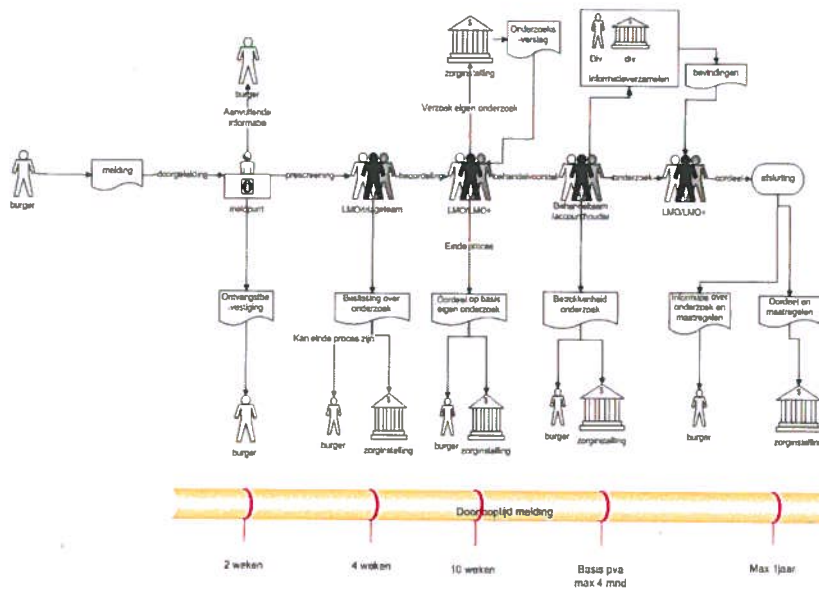 burger
Aanvullende
informatie
zorginstelling
Onderzoeks
-verslag
Verzoek eigen onderzoek
Div
div
Informatieverzamelen
bevindingen
burger
melding
doorgeleiding
meldpunt
prescreening
LMO/triageteam
beoordeling
LMO/LMO+
behandelvoorstel
Behandelteam
/accounthouder
onderzoek
LMO/LMO+
oordeel
afsluiting
Einde proces
Ontvangstbe
vestiging
Beslissing over
onderzoek
Oordeel op basis
eigen onderzoek
Betrokkenheid
onderzoek
Informatie over
onderzoek en
maatregelen
Oordeel en
maatregelen
Kan einde proces zijn
burger
burger
zorginstelling
burger
zorginstelling
burger
zorginstelling
burger
zorginstelling
Doorlooptijd melding
2 weken
4 weken
10 weken
Basis pva
max 4 mnd
Max 1jaar